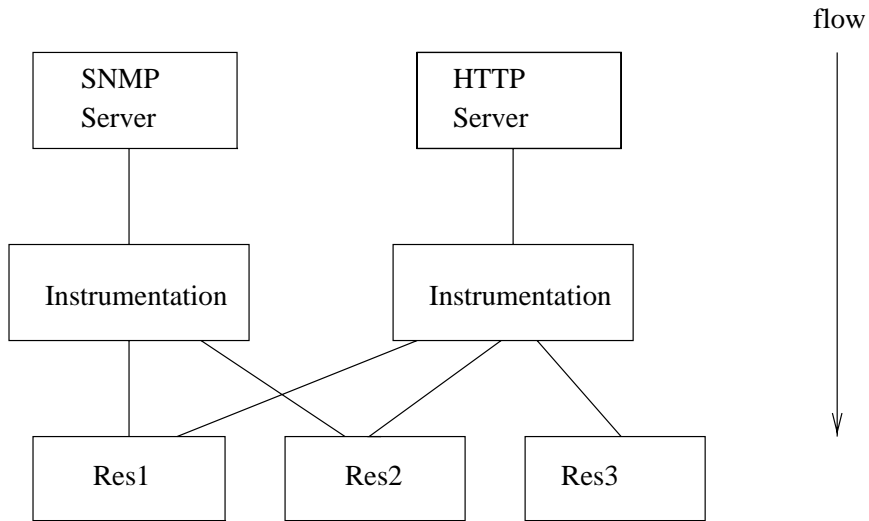 flow
SNMP
Server
HTTP
Server
Instrumentation
Instrumentation
Res1
Res2
Res3